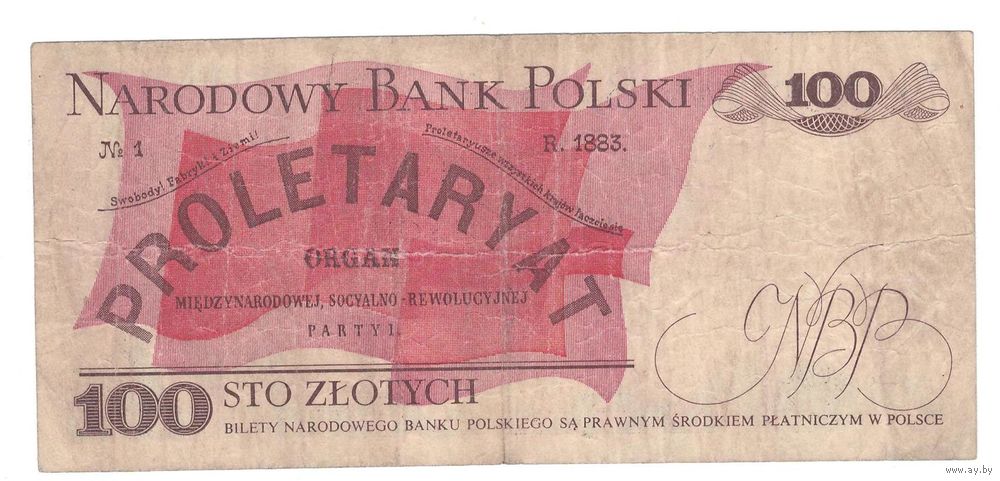 NARODOWY BANK POLSKI
100
№ 1
R. 1883.
Swobody! Fabryki i Ziemi!
Proletaryusze wszystkich krajów łączcie się
PROLETARYAT
ORGAN
MIĘDZYNARODOWEJ, SOCYALNO-REWOLUCYJNEJ
PARTYI.
NBP
100 STO ZŁOTYCH
BILETY NARODOWEGO BANKU POLSKIEGO SĄ PRAWNYM ŚRODKIEM PŁATNICZYM W POLSCE
www.ay.by